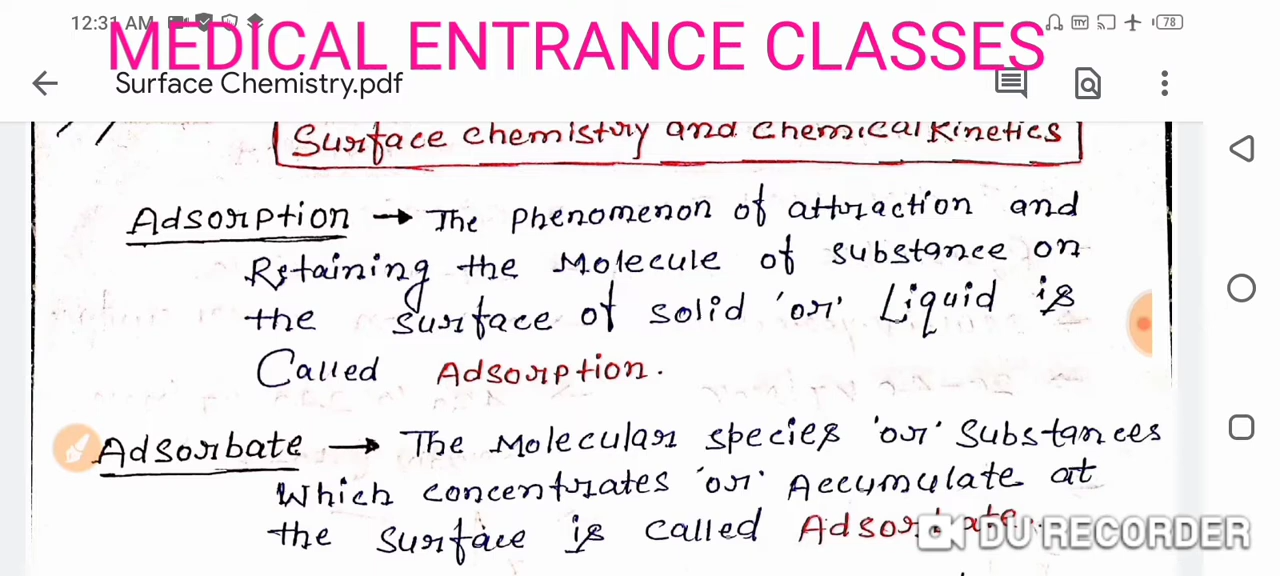 12:31 AM
MEDICAL ENTRANCE CLASSES
78
Surface Chemistry.pdf
Surface chemistry and chemical Kinetics
Adsorption → The Phenomenon of attraction and
Retaining the Molecule of substance on
the surface of solid 'or' Liquid is
Called Adsorption.
Adsorbate → The Molecular species 'or' Substances
Which concentrates 'or' Accumulate at
the surface is called Adsorbate.
DU RECORDER